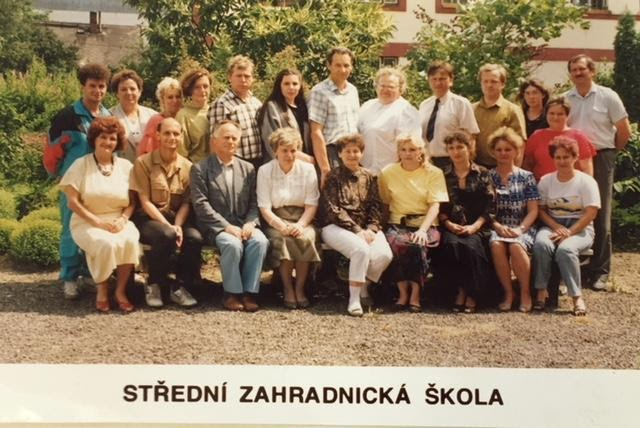 STŘEDNÍ ZAHRADNICKÁ ŠKOLA